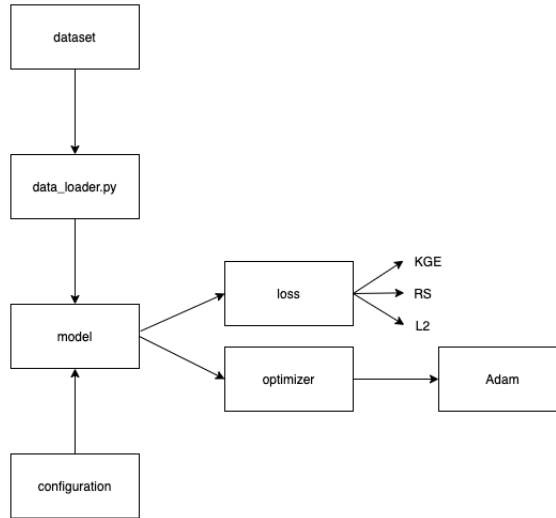 dataset
data_loader.py
KGE
loss
RS
L2
model
optimizer
Adam
configuration